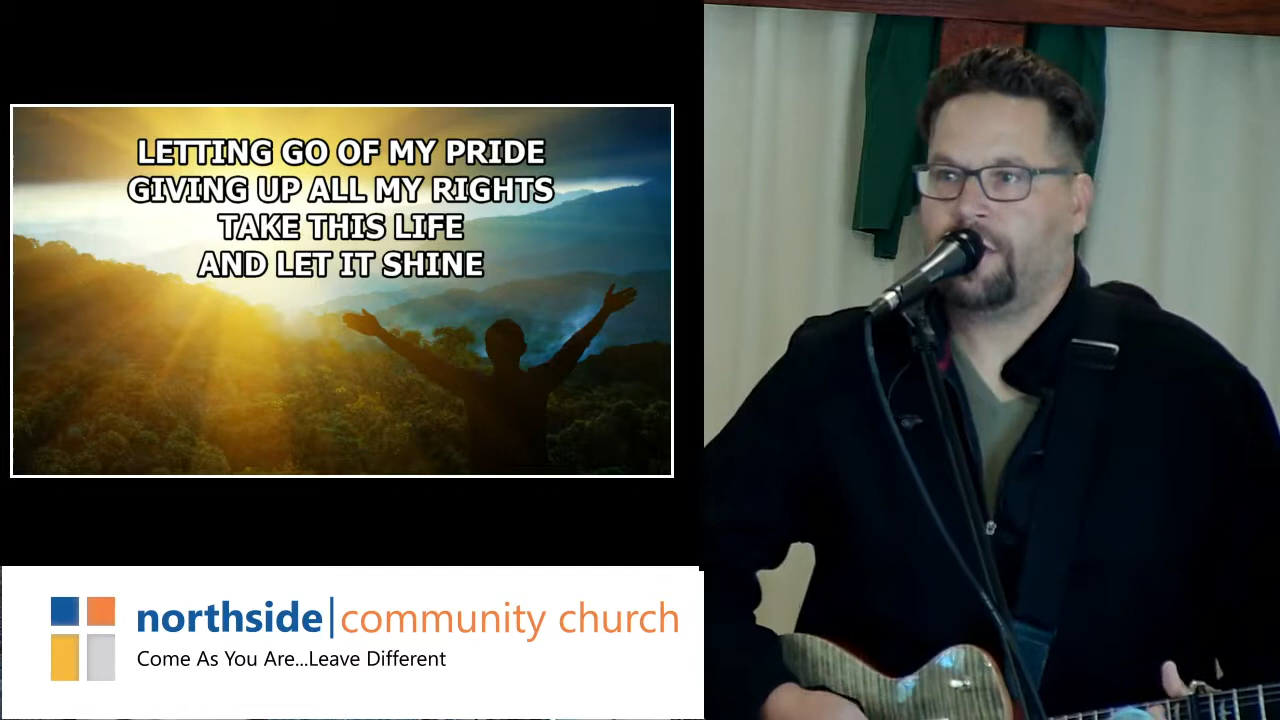 LETTING GO OF MY PRIDE
GIVING UP ALL MY RIGHTS
TAKE THIS LIFE
AND LET IT SHINE
northside|community church
Come As You Are...Leave Different